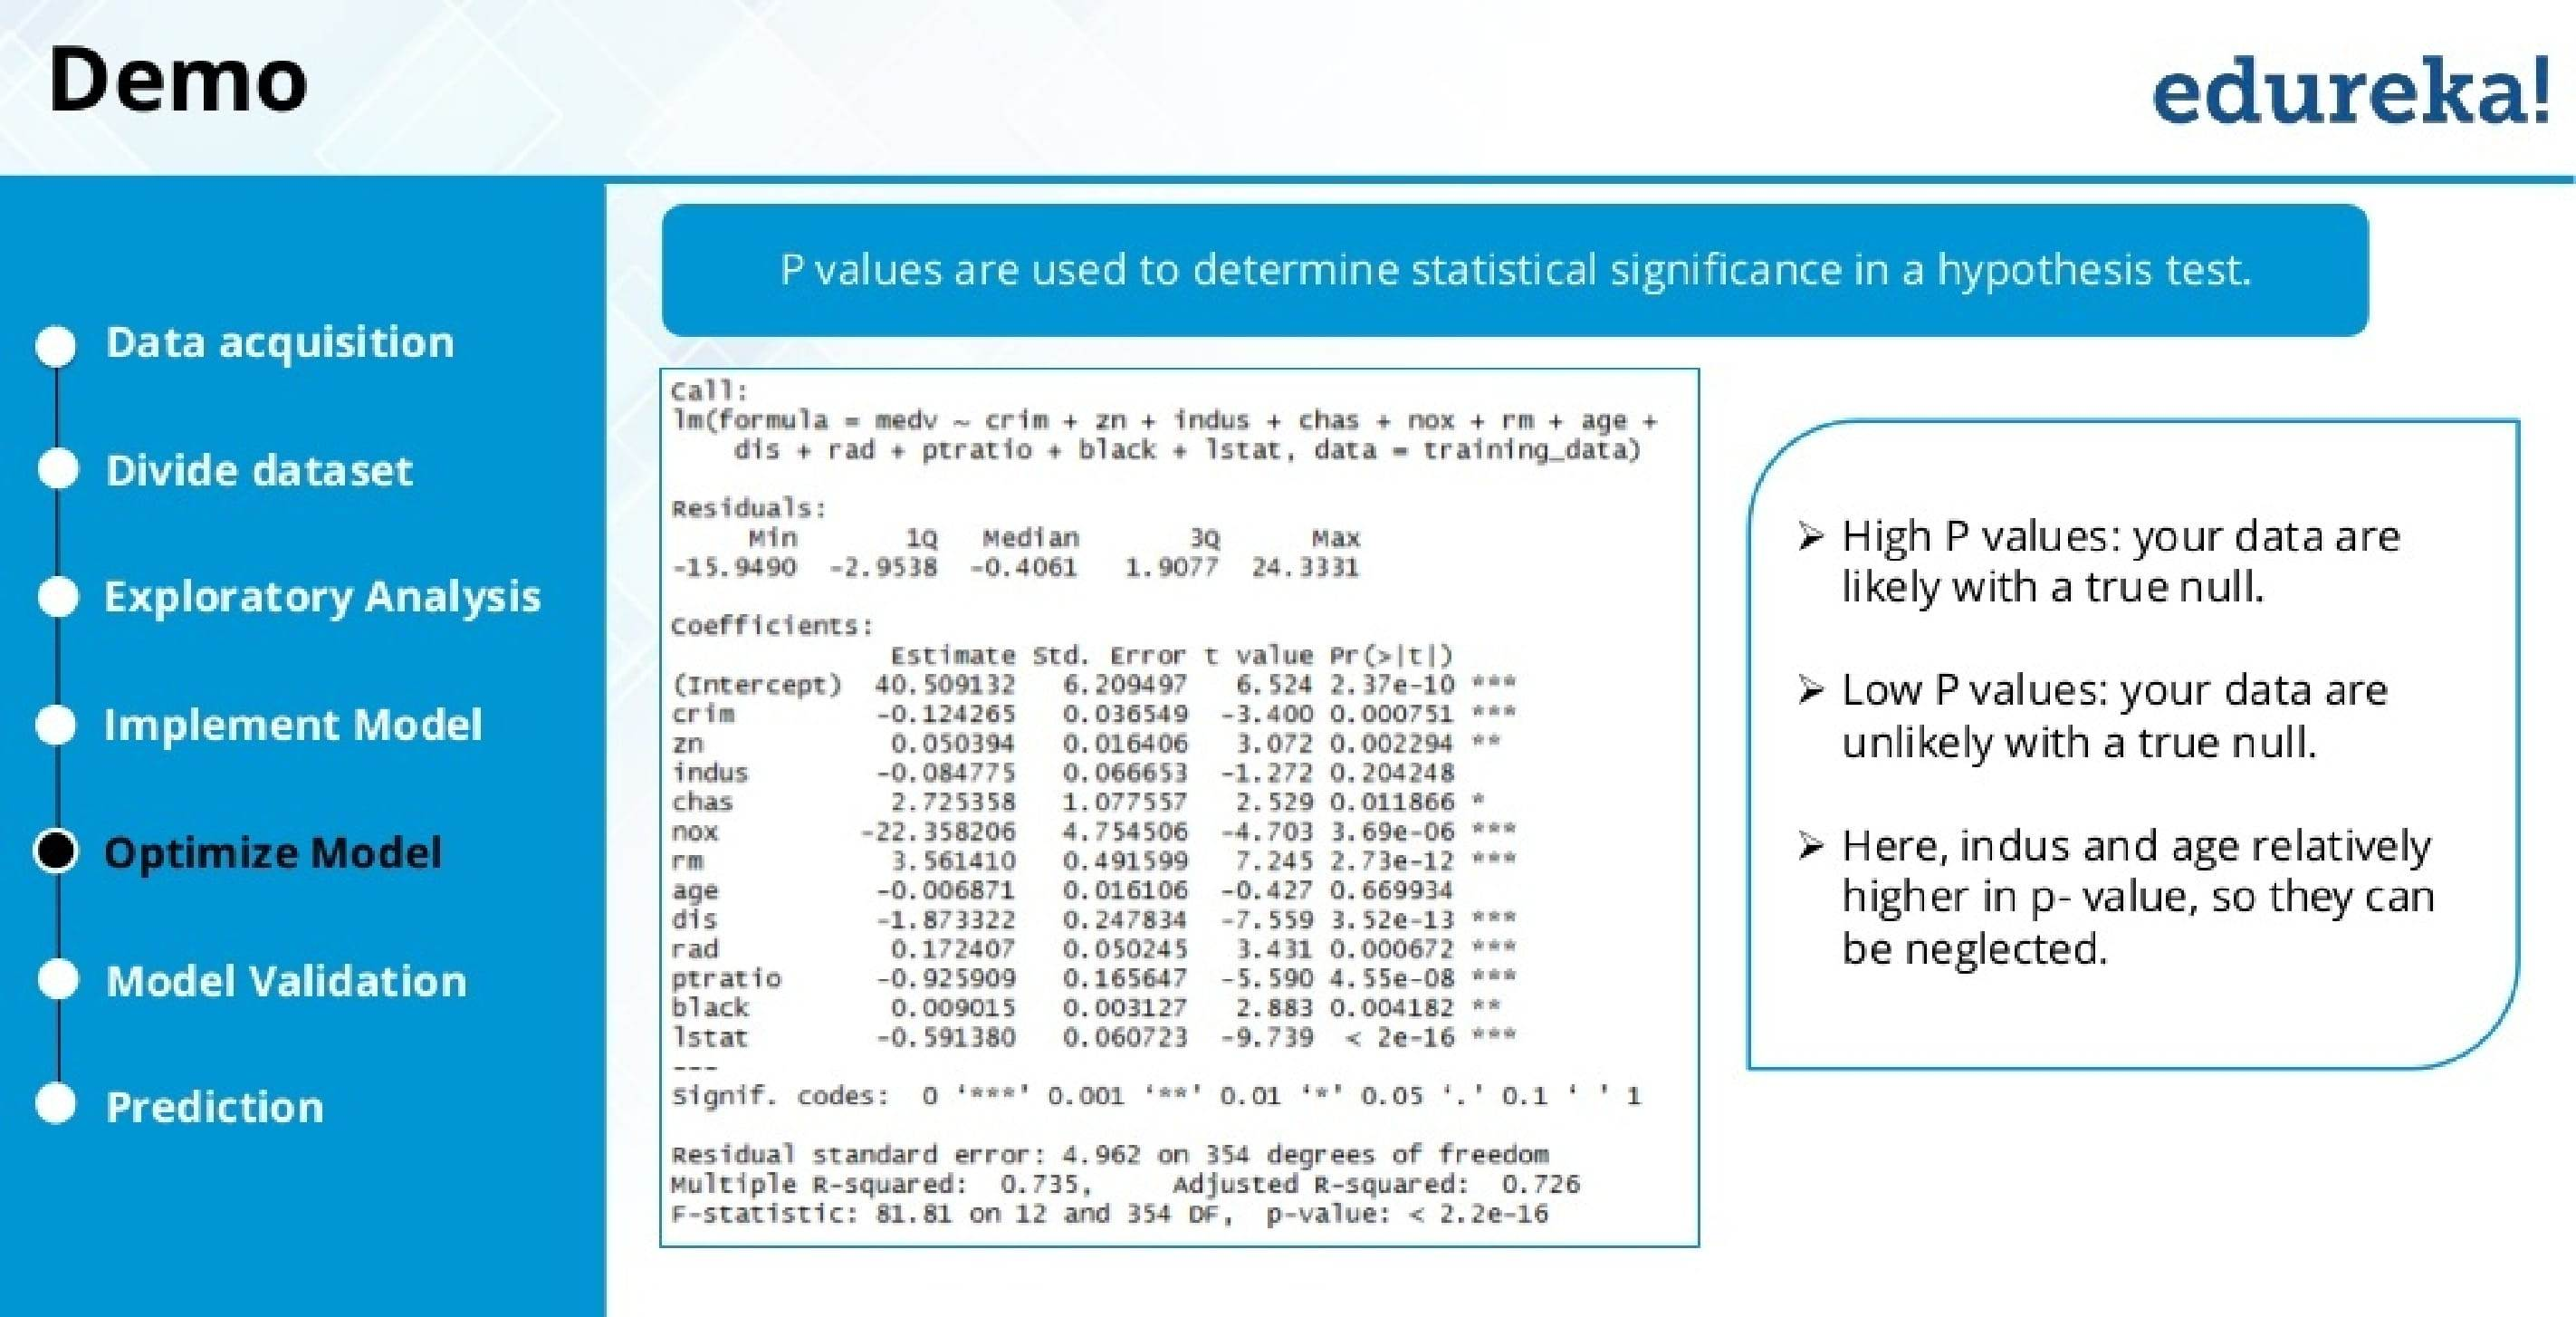 Demo
edureka!
Data acquisition
Divide dataset
Exploratory Analysis
Implement Model
Optimize Model
Model Validation
Prediction
P values are used to determine statistical significance in a hypothesis test.
Call:
lm(formula = medv ~ crim + zn + indus + chas + nox + rm + age +
    dis + rad + ptratio + black + lstat, data = training_data)
Residuals:
     Min       1Q   Median       3Q      Max
-15.9490  -2.9538  -0.4061   1.9077  24.3331
Coefficients:
              Estimate Std. Error t value Pr(>|t|)
(Intercept)  40.509132   6.209497   6.524 2.37e-10 ***
crim         -0.124265   0.036549  -3.400 0.000751 ***
zn            0.050394   0.016406   3.072 0.002294 **
indus        -0.084775   0.066653  -1.272 0.204248
chas          2.725358   1.077557   2.529 0.011866 *
nox         -22.358206   4.754506  -4.703 3.69e-06 ***
rm            3.561410   0.491599   7.245 2.73e-12 ***
age          -0.006871   0.016106  -0.427 0.669934
dis          -1.873322   0.247834  -7.559 3.52e-13 ***
rad           0.172407   0.050245   3.431 0.000672 ***
ptratio      -0.925909   0.165647  -5.590 4.55e-08 ***
black         0.009015   0.003127   2.883 0.004182 **
lstat        -0.591380   0.060723  -9.739  < 2e-16 ***
---
Signif. codes:  0 ‘***’ 0.001 ‘**’ 0.01 ‘*’ 0.05 ‘.’ 0.1 ‘ ’ 1
Residual standard error: 4.962 on 354 degrees of freedom
Multiple R-squared:  0.735,     Adjusted R-squared:  0.726
F-statistic: 81.81 on 12 and 354 DF,  p-value: < 2.2e-16
➢ High P values: your data are
likely with a true null.
➢ Low P values: your data are
unlikely with a true null.
➢ Here, indus and age relatively
higher in p- value, so they can
be neglected.